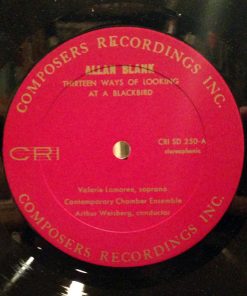 COMPOSERS RECORDINGS INC.
ALLAN BLANK
THIRTEEN WAYS OF LOOKING
AT A BLACKBIRD
CRI
CRI SD 250-A
stereophonic
Valarie Lamoree, soprano
Contemporary Chamber Ensemble
Arthur Weisberg, conductor
COMPOSERS RECORDINGS INC.